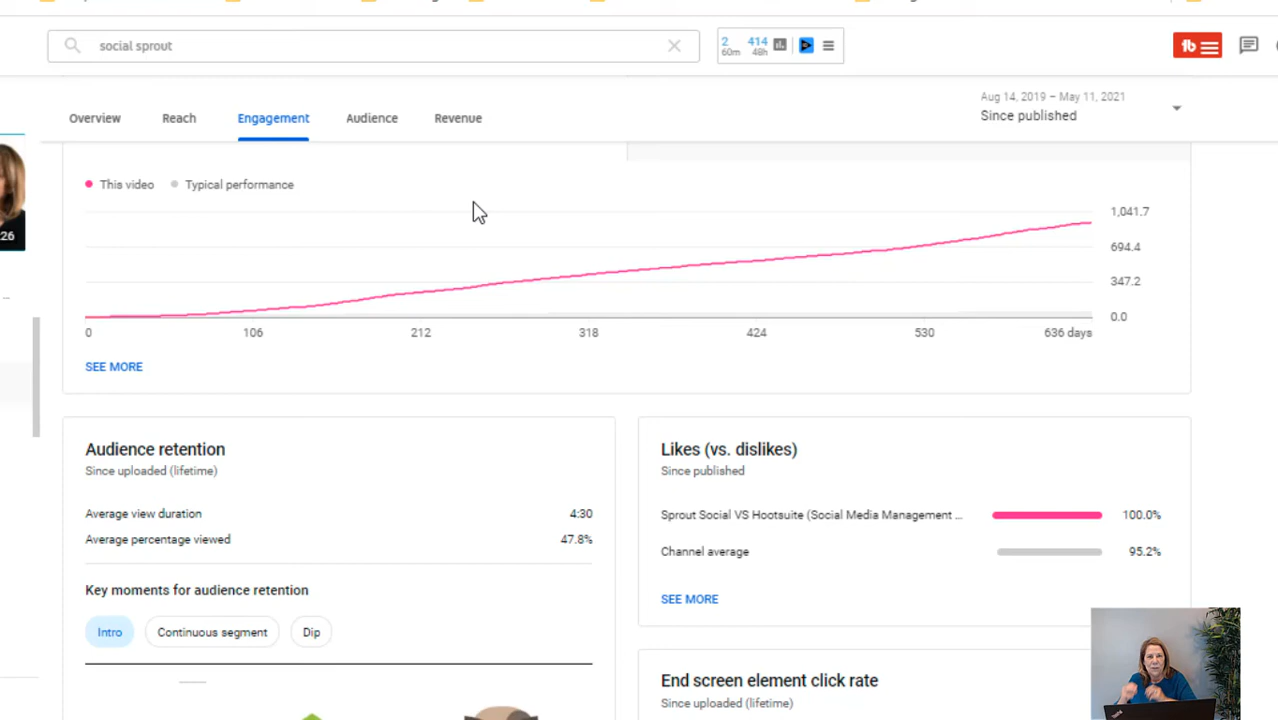 social sprout
2 60m 414 48h
tb
Overview Reach Engagement Audience Revenue
Aug 14, 2019 – May 11, 2021
Since published
26
This video Typical performance
1,041.7
694.4
347.2
0.0
0 106 212 318 424 530 636 days
SEE MORE
Audience retention
Since uploaded (lifetime)
Average view duration 4:30
Average percentage viewed 47.8%
Key moments for audience retention
Intro Continuous segment Dip
Likes (vs. dislikes)
Since published
Sprout Social VS Hootsuite (Social Media Management ... 100.0%
Channel average 95.2%
SEE MORE
End screen element click rate
Since uploaded (lifetime)